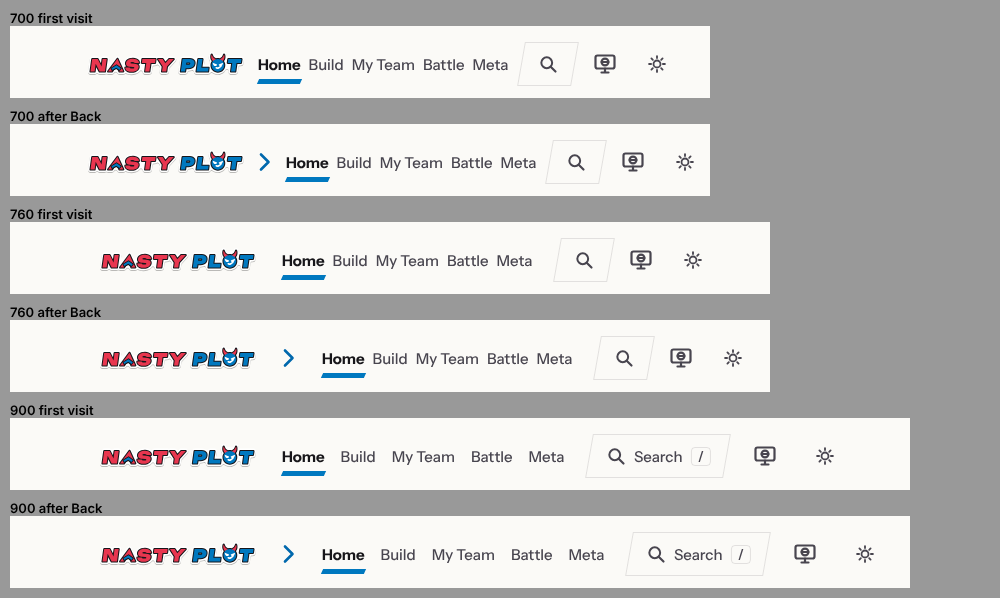 700 first visit
NASTY PLOT Home Build My Team Battle Meta
700 after Back
NASTY PLOT Home Build My Team Battle Meta
760 first visit
NASTY PLOT Home Build My Team Battle Meta
760 after Back
NASTY PLOT Home Build My Team Battle Meta
900 first visit
NASTY PLOT Home Build My Team Battle Meta Search /
900 after Back
NASTY PLOT Home Build My Team Battle Meta Search /